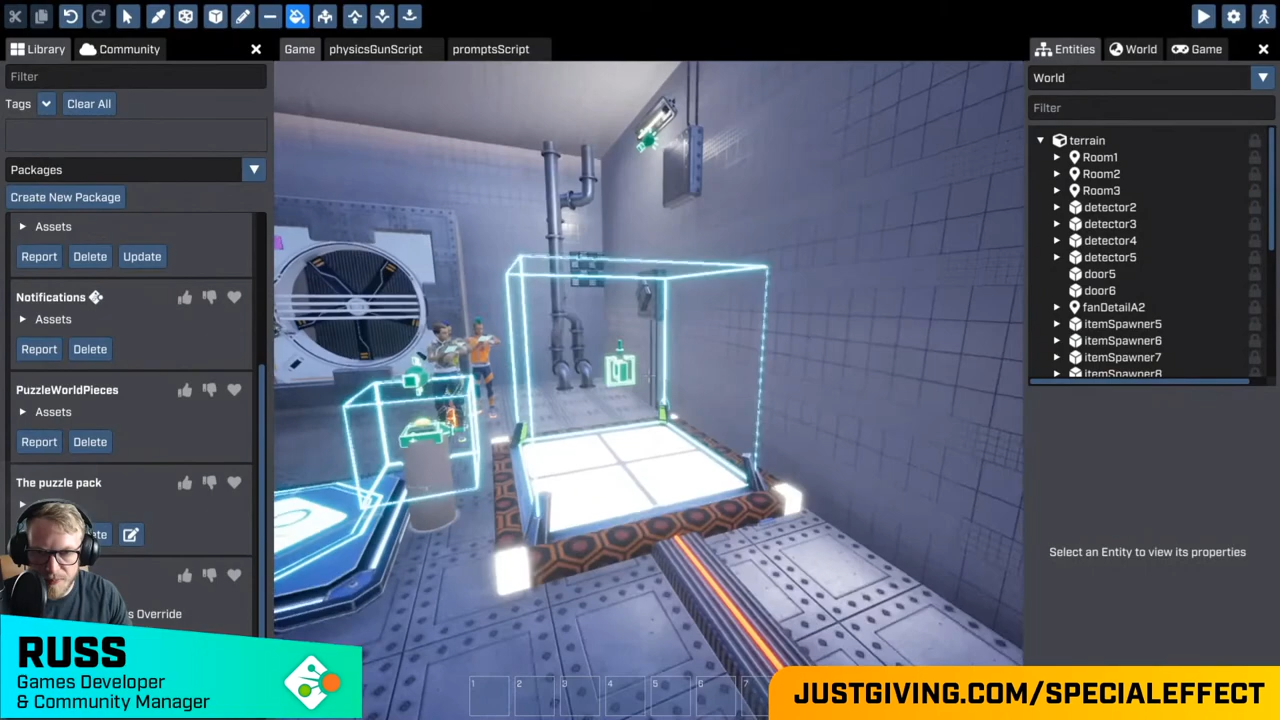 Library
Community
Game
physicsGunScript
promptsScript
Entities
World
Game
Filter
Tags
Clear All
World
Filter
Packages
Create New Package
Assets
Report
Delete
Update
Notifications
Assets
Report
Delete
PuzzleWorldPieces
Assets
Report
Delete
The puzzle pack
terrain
Room1
Room2
Room3
detector2
detector3
detector4
detector5
door5
door6
fanDetailA2
itemSpawner5
itemSpawner6
itemSpawner7
itemSpawner8
Select an Entity to view its properties
Override
RUSS
Games Developer
& Community Manager
1 2 3 4 5 6 7
JUSTGIVING.COM/SPECIALEFFECT